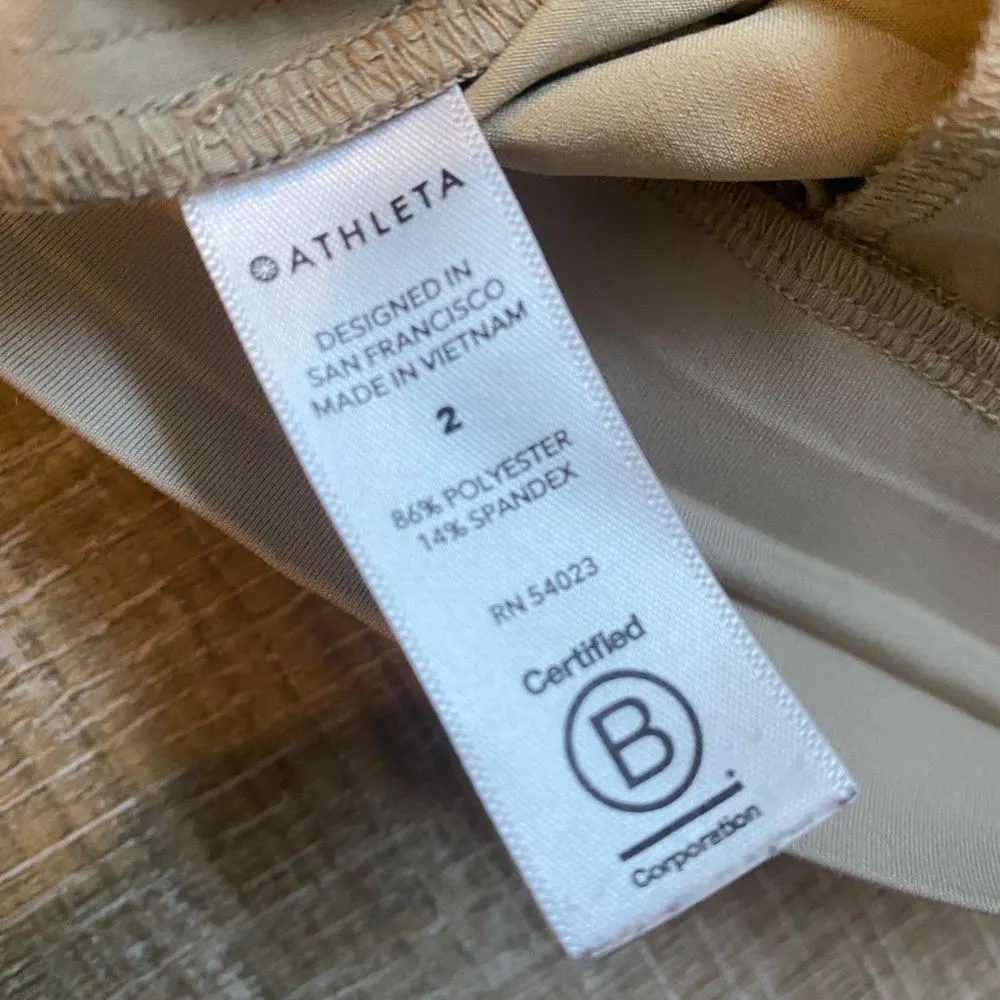 ATHLETA
DESIGNED IN
SAN FRANCISCO
MADE IN VIETNAM
2
86% POLYESTER
14% SPANDEX
RN 54023
Certified
B
Corporation